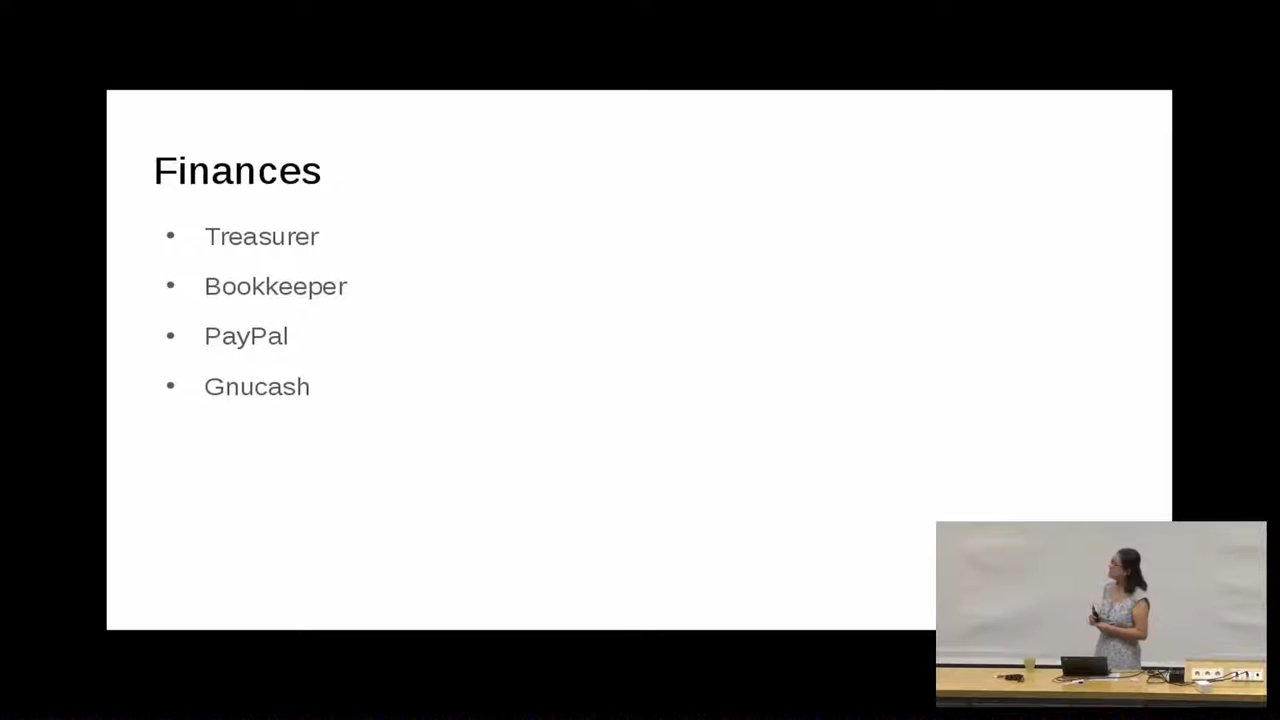 Finances
• Treasurer
• Bookkeeper
• PayPal
• Gnucash